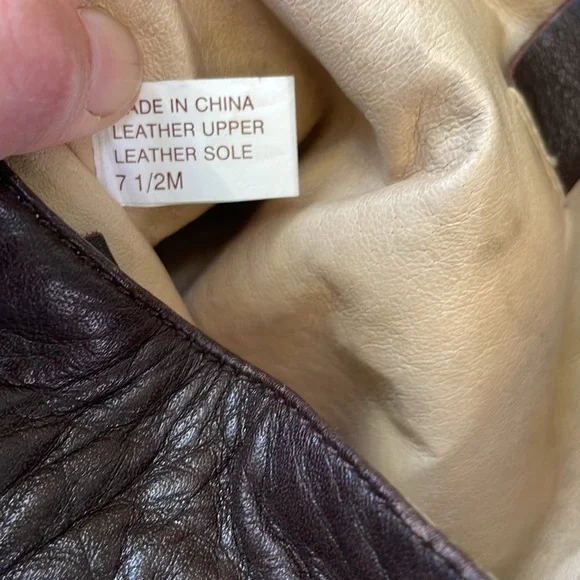 ADE IN CHINA
LEATHER UPPER
LEATHER SOLE
7 1/2M